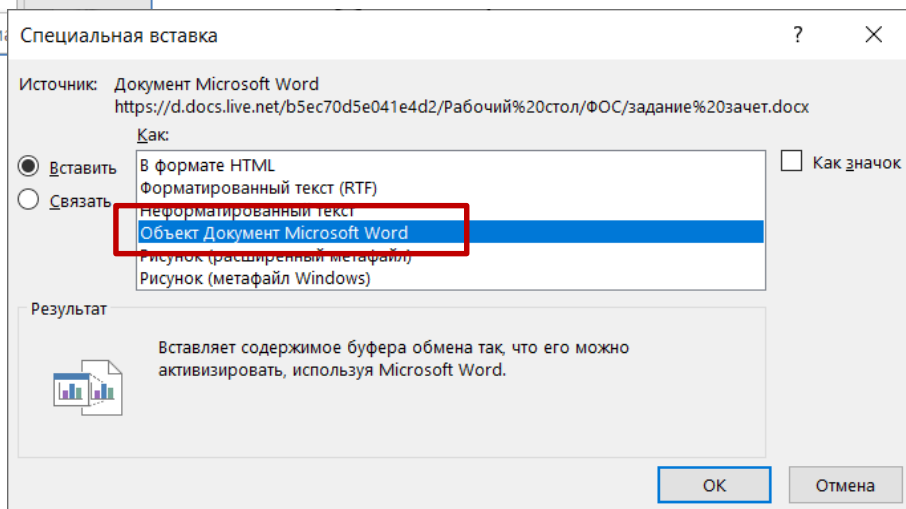 Специальная вставка
Источник: Документ Microsoft Word
https://d.docs.live.net/b5ec70d5e041e4d2/Рабочий%20стол/ФОС/задание%20зачет.docx
Как:
Вставить
Связать
В формате HTML
Форматированный текст (RTF)
Неформатированный текст
Объект Документ Microsoft Word
Рисунок (расширенный метафайл)
Рисунок (метафайл Windows)
Как значок
Результат
Вставляет содержимое буфера обмена так, что его можно
активизировать, используя Microsoft Word.
ОК
Отмена